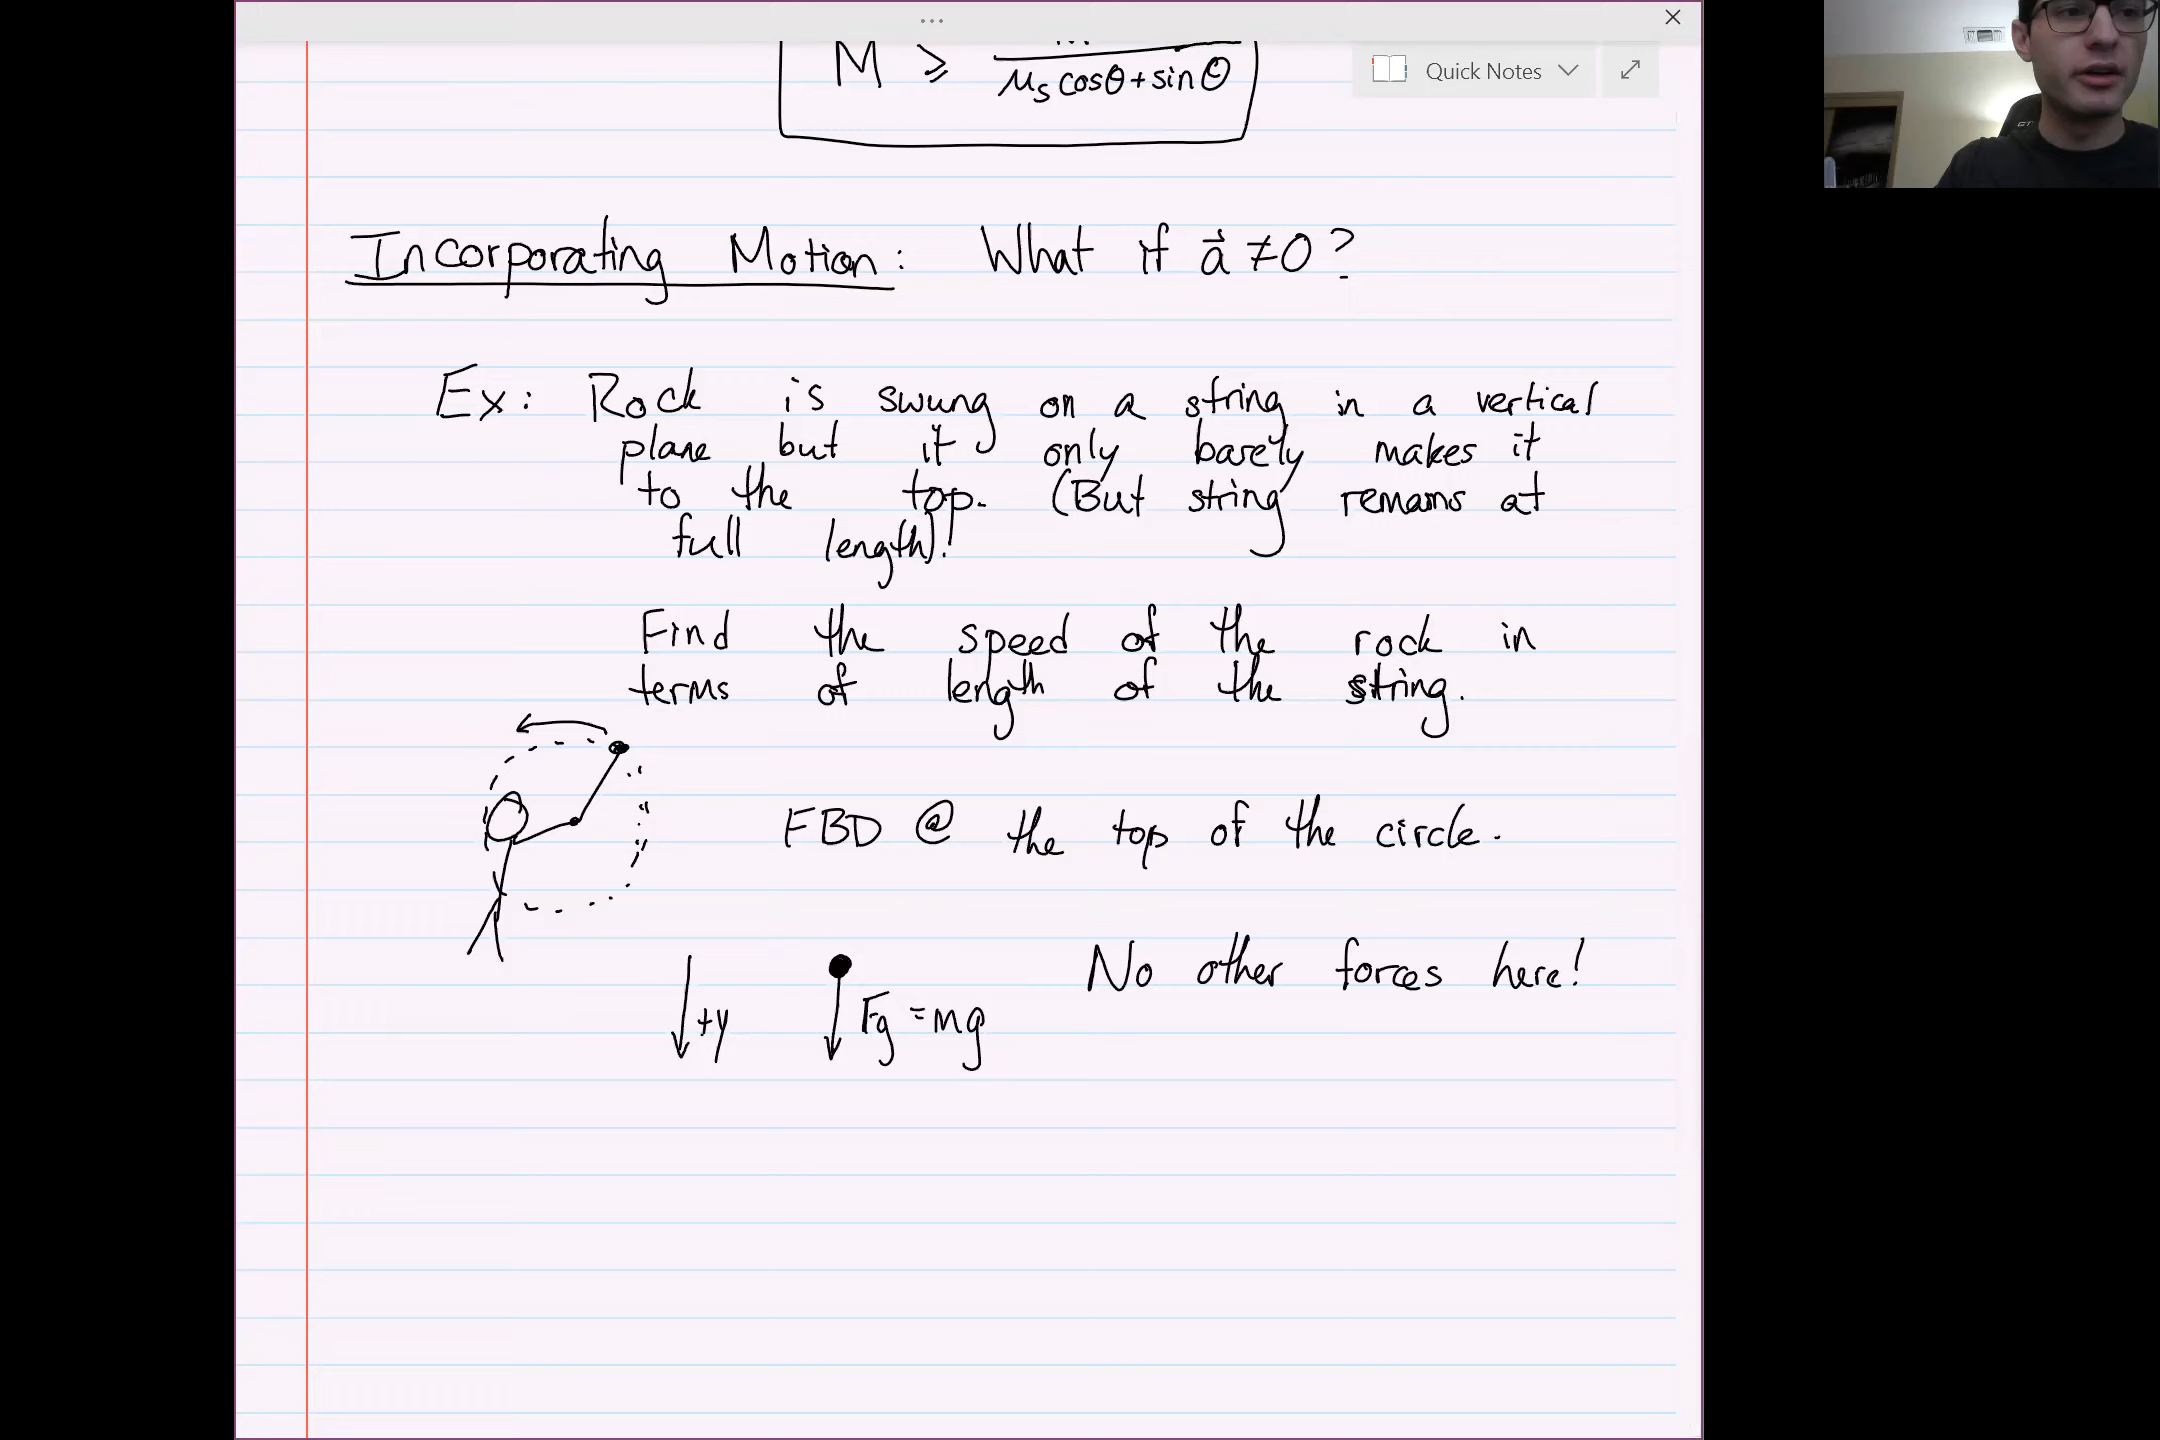 M ≥ μs cosθ + sin θ
Quick Notes
Incorporating Motion: What if a⃗ ≠ 0?
Ex: Rock is swung on a string in a vertical
plane but it only barely makes it
to the top. (But string remains at
full length).
Find the speed of the rock in
terms of length of the string.
FBD @ the top of the circle.
No other forces here!
+y
Fg = mg